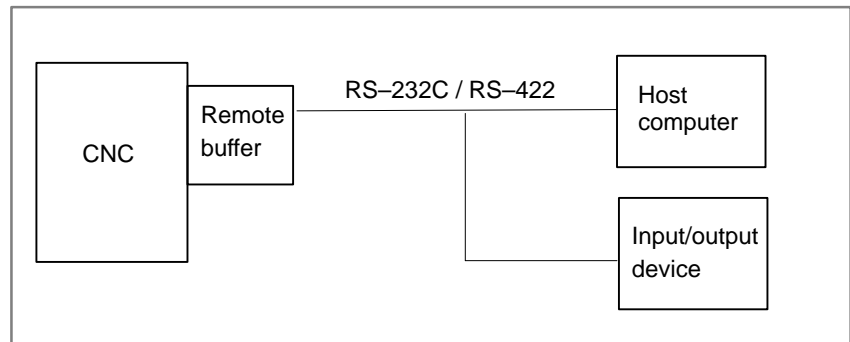 CNC
Remote
buffer
RS–232C / RS–422
Host
computer
Input/output
device